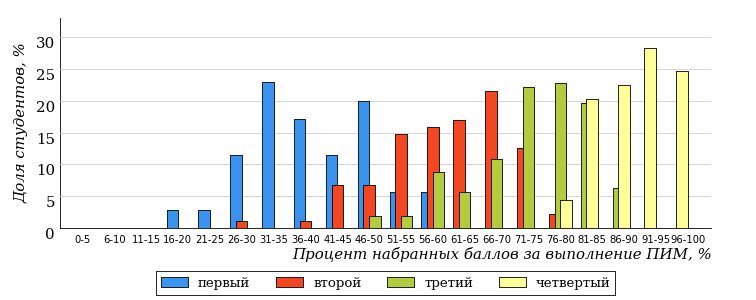 Доля студентов, %
30
25
20
15
10
5
0
0-5 6-10 11-15 16-20 21-25 26-30 31-35 36-40 41-45 46-50 51-55 56-60 61-65 66-70 71-75 76-80 81-85 86-90 91-95 96-100
Процент набранных баллов за выполнение ПИМ, %
первый второй третий четвертый